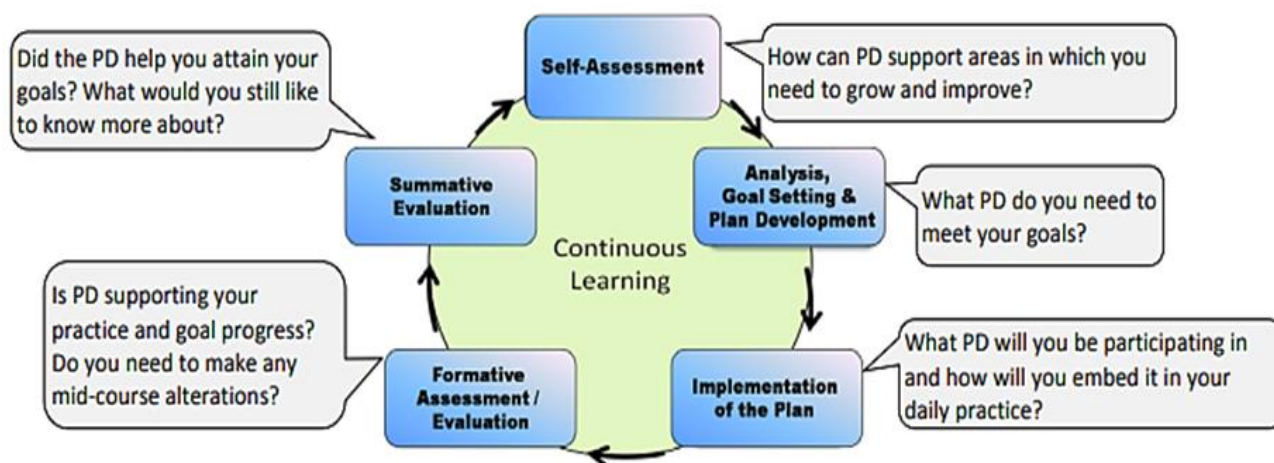 Self-Assessment
How can PD support areas in which you
need to grow and improve?
Analysis,
Goal Setting &
Plan Development
What PD do you need to
meet your goals?
Implementation
of the Plan
What PD will you be participating in
and how will you embed it in your
daily practice?
Formative
Assessment /
Evaluation
Is PD supporting your
practice and goal progress?
Do you need to make any
mid-course alterations?
Summative
Evaluation
Did the PD help you attain your
goals? What would you still like
to know more about?
Continuous
Learning